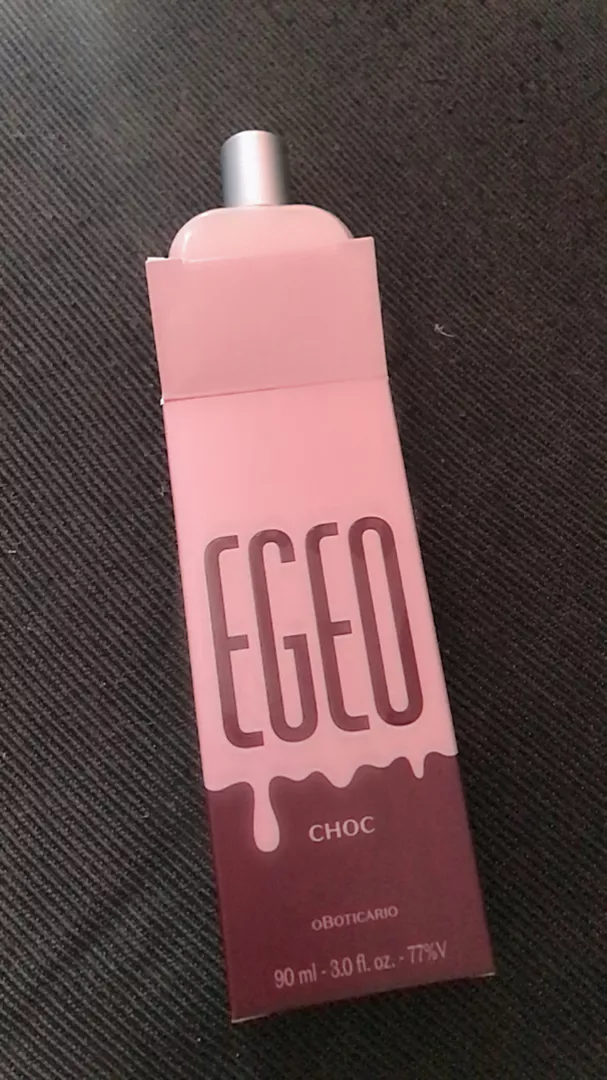 EGEO
CHOC
oBOTICARIO
90 ml - 3.0 fl. oz. - 77%V